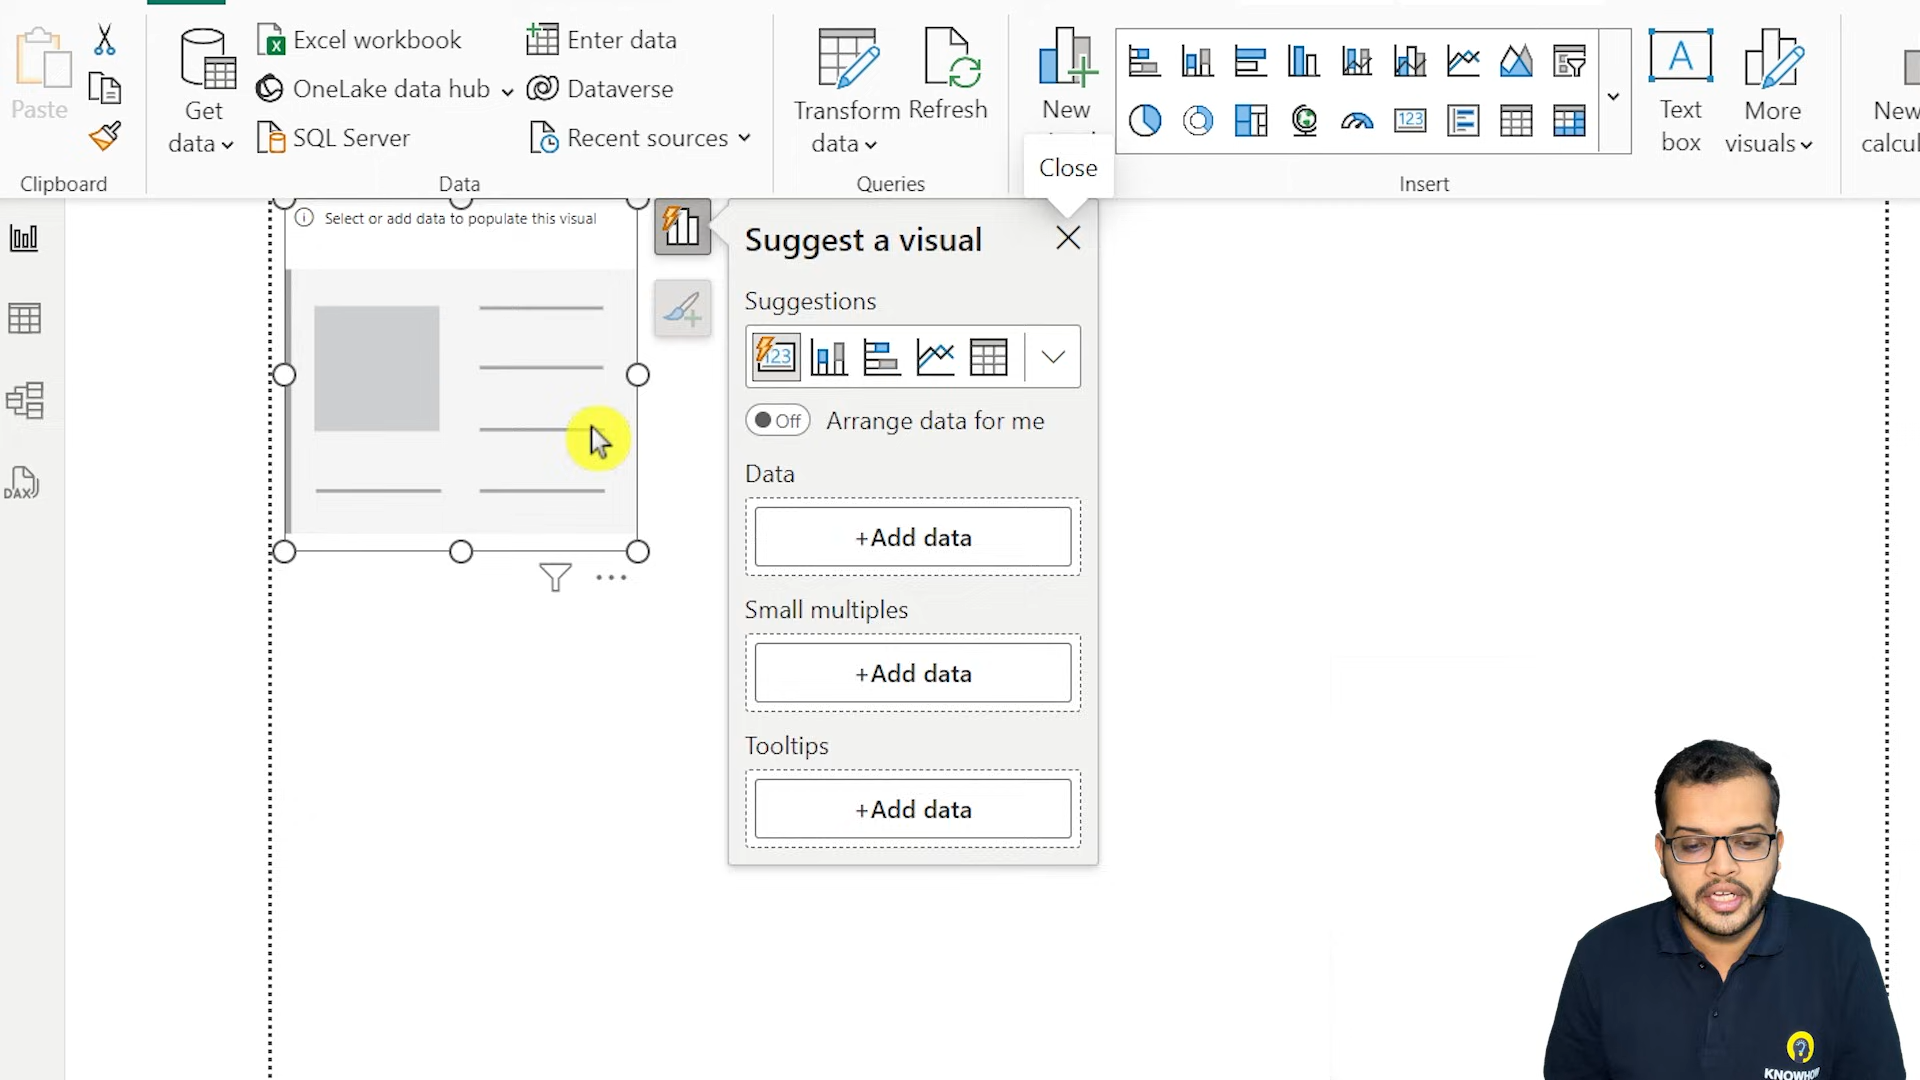 Paste
Clipboard
Get
data
Excel workbook
OneLake data hub
SQL Server
Enter data
Dataverse
Recent sources
Data
Transform
data
Refresh
Queries
New
Close
123
Insert
A
Text
box
More
visuals
New
calcul
Select or add data to populate this visual
DAX
Suggest a visual
Suggestions
123
Off
Arrange data for me
Data
+Add data
Small multiples
+Add data
Tooltips
+Add data
KNOWHOW